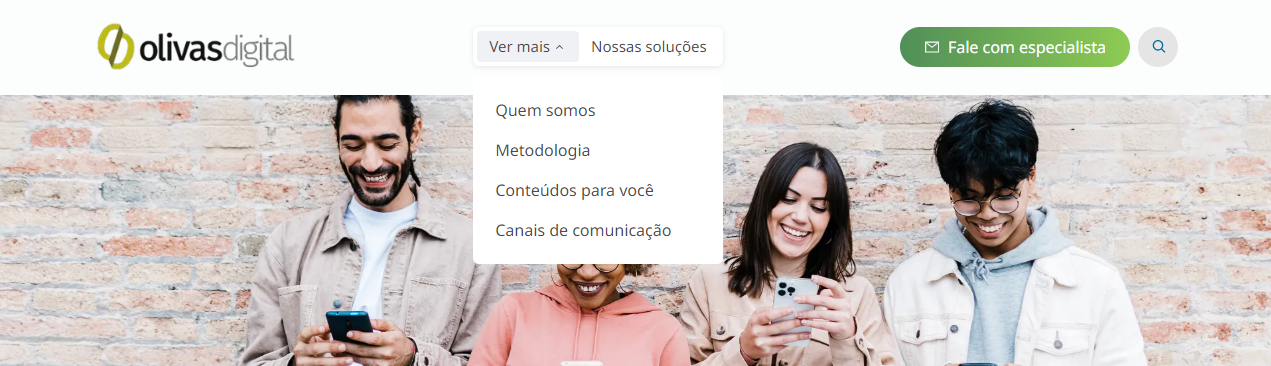 olivasdigital
Ver mais
Nossas soluções
Fale com especialista
Quem somos
Metodologia
Conteúdos para você
Canais de comunicação